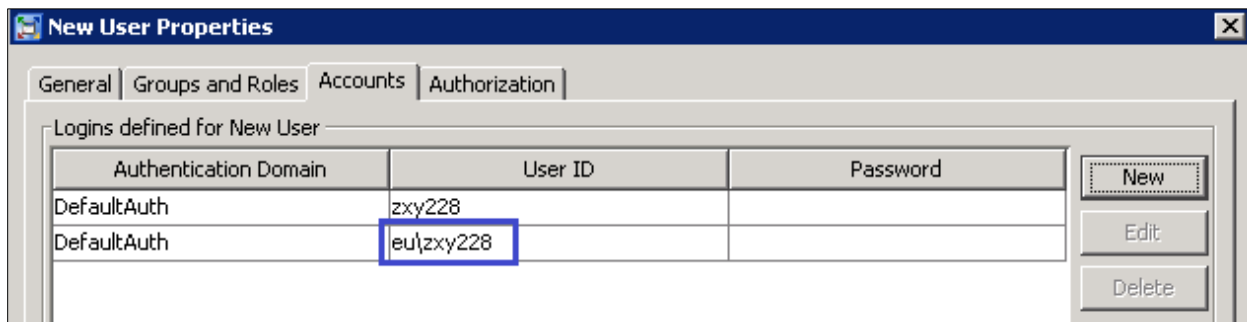 New User Properties
General Groups and Roles Accounts Authorization
Logins defined for New User
Authentication Domain User ID Password
New
DefaultAuth zxy228
DefaultAuth eu\zxy228
Edit
Delete